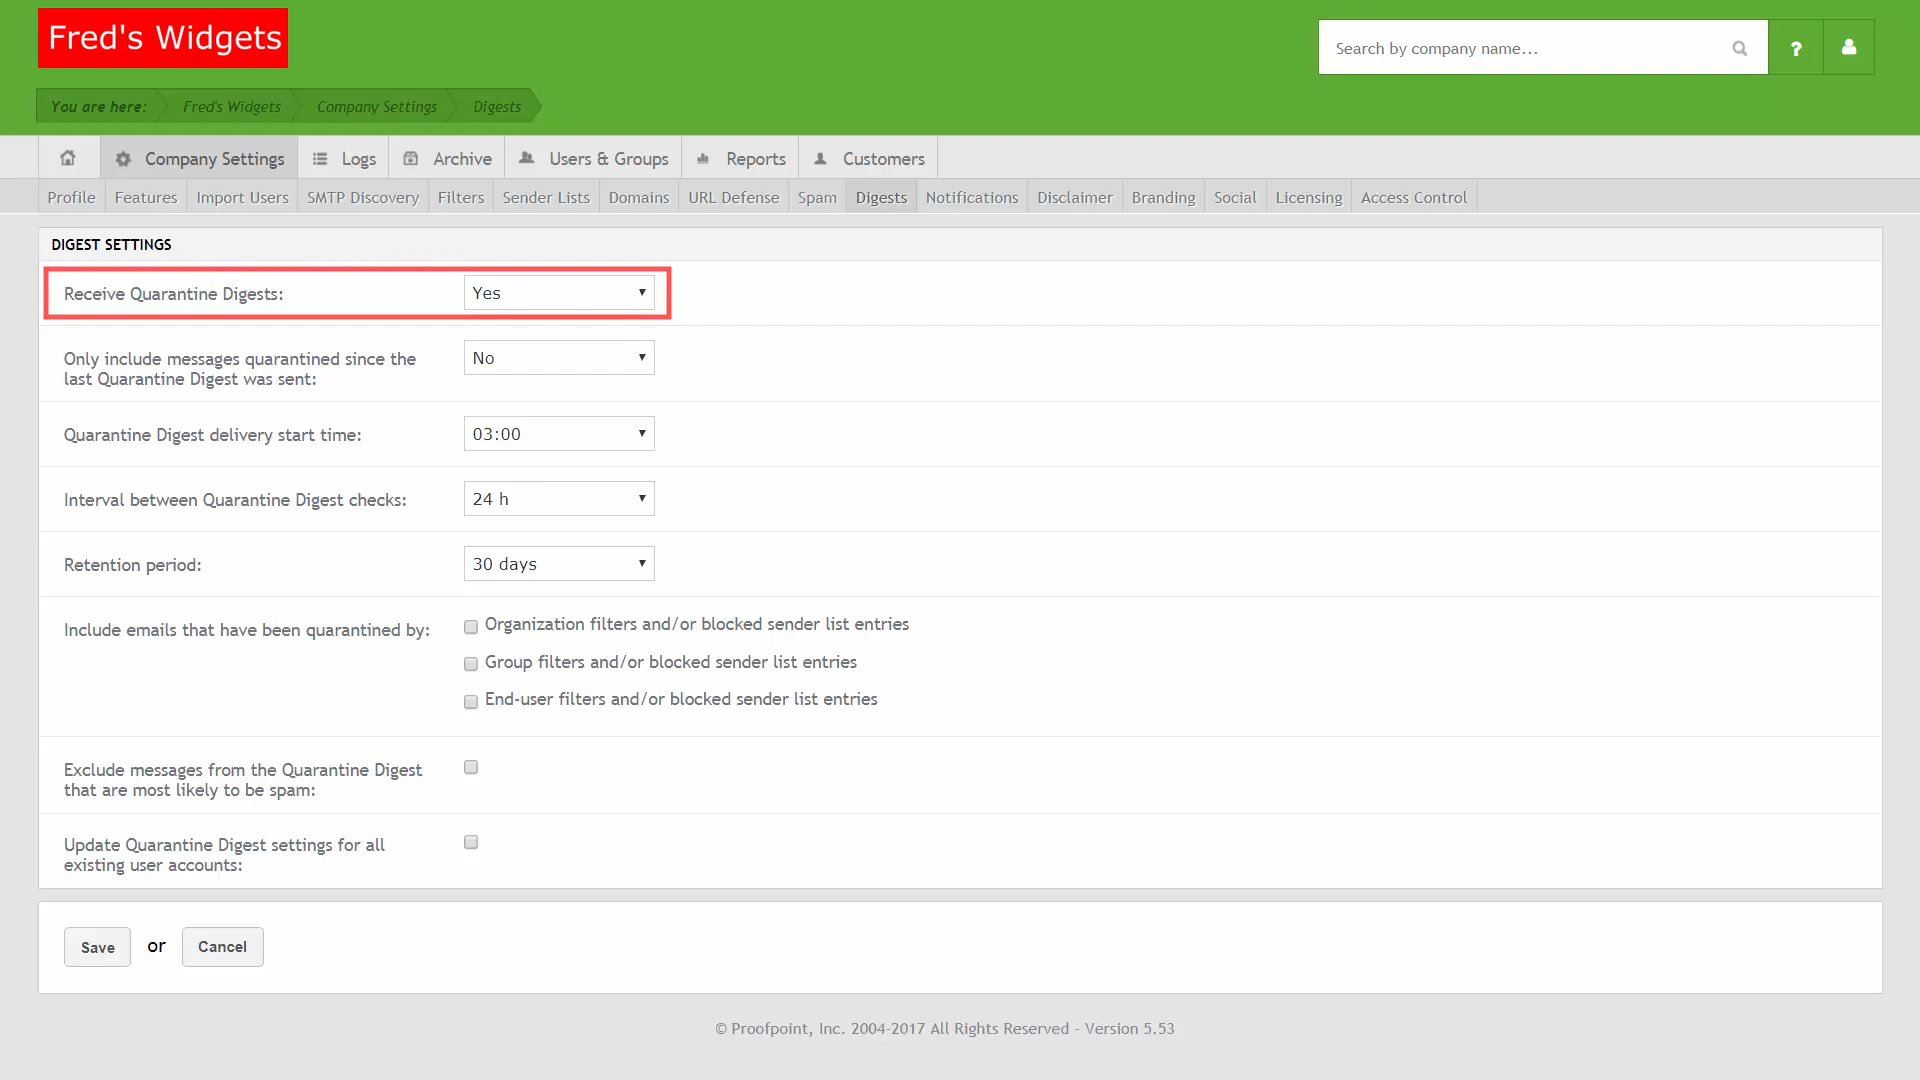 Fred's Widgets
Search by company name...
?
You are here: Fred's Widgets Company Settings Digests
Company Settings Logs Archive Users & Groups Reports Customers
Profile Features Import Users SMTP Discovery Filters Sender Lists Domains URL Defense Spam Digests Notifications Disclaimer Branding Social Licensing Access Control
DIGEST SETTINGS
Receive Quarantine Digests: Yes
Only include messages quarantined since the No
last Quarantine Digest was sent:
Quarantine Digest delivery start time: 03:00
Interval between Quarantine Digest checks: 24 h
Retention period: 30 days
Include emails that have been quarantined by: Organization filters and/or blocked sender list entries
Group filters and/or blocked sender list entries
End-user filters and/or blocked sender list entries
Exclude messages from the Quarantine Digest
that are most likely to be spam:
Update Quarantine Digest settings for all
existing user accounts:
Save or Cancel
© Proofpoint, Inc. 2004-2017 All Rights Reserved - Version 5.53